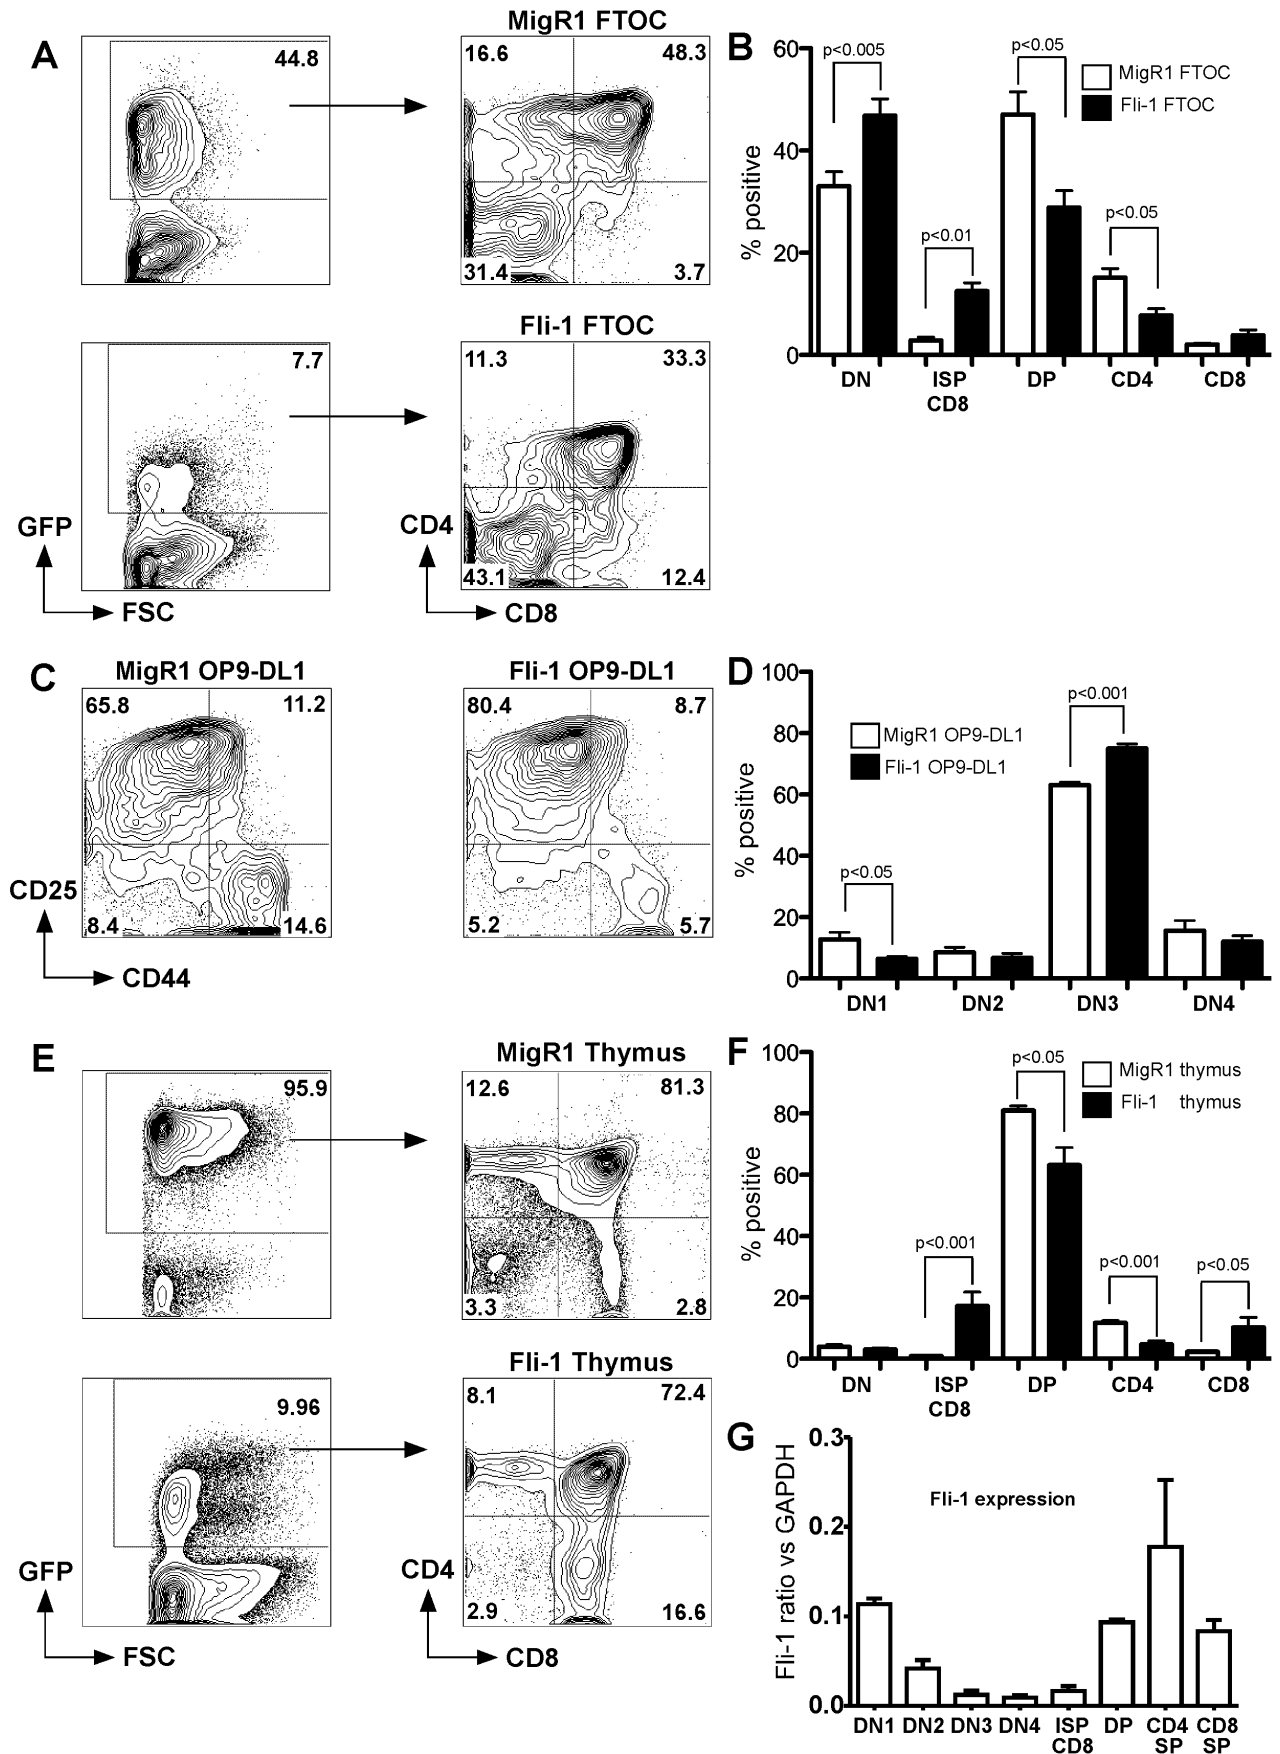 A
44.8
MigR1 FTOC
16.6
48.3
31.4
3.7
7.7
Fli-1 FTOC
11.3
33.3
43.1
12.4
GFP
FSC
CD4
CD8
B
60
40
20
0
% positive
p<0.005
p<0.01
p<0.05
p<0.05
MigR1 FTOC
Fli-1 FTOC
DN
ISP
CD8
DP
CD4
CD8
C
MigR1 OP9-DL1
65.8
11.2
8.4
14.6
Fli-1 OP9-DL1
80.4
8.7
5.2
5.7
CD25
CD44
D
100
80
60
40
20
0
% positive
MigR1 OP9-DL1
Fli-1 OP9-DL1
p<0.05
p<0.001
DN1
DN2
DN3
DN4
E
95.9
MigR1 Thymus
12.6
81.3
3.3
2.8
9.96
Fli-1 Thymus
8.1
72.4
2.9
16.6
GFP
FSC
CD4
CD8
F
100
80
60
40
20
0
% positive
p<0.001
p<0.05
p<0.001
p<0.05
MigR1 thymus
Fli-1 thymus
DN
ISP
CD8
DP
CD4
CD8
G
0.3
0.2
0.1
0.0
Fli-1 ratio vs GAPDH
Fli-1 expression
DN1
DN2
DN3
DN4
ISP
CD8
DP
CD4
SP
CD8
SP